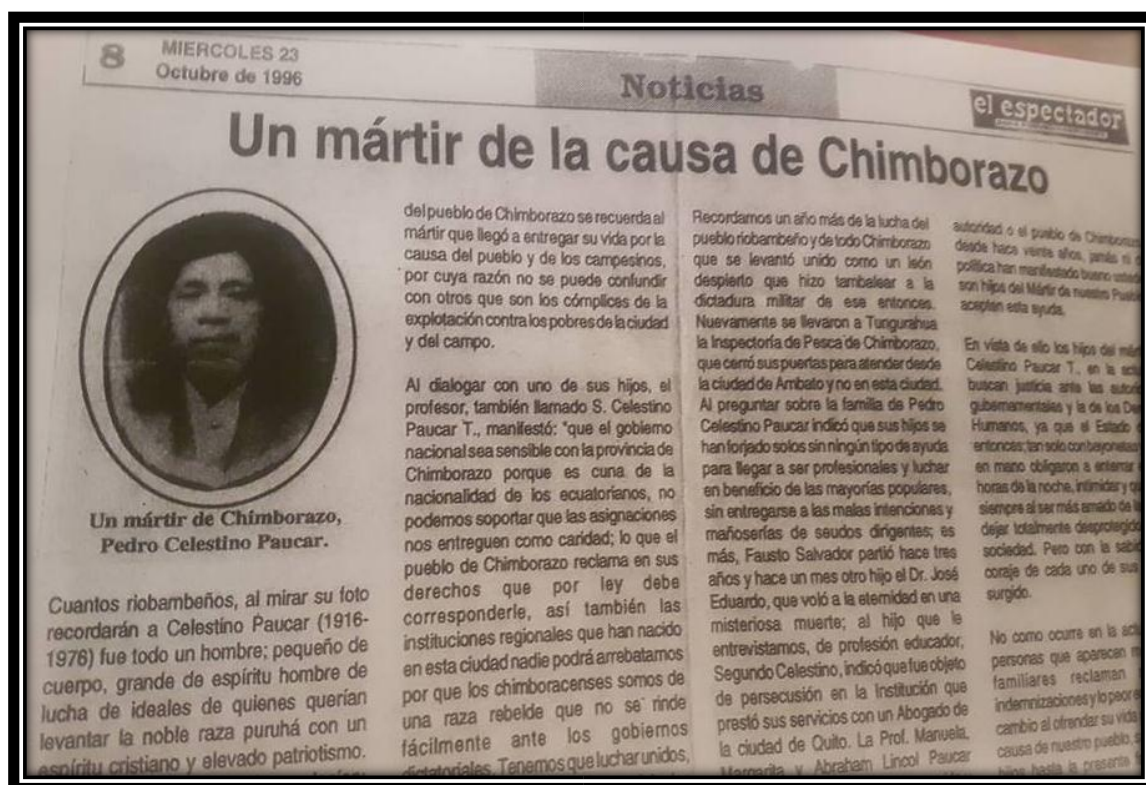 8
MIERCOLES 23
Octubre de 1996
Noticias
el espectador
Un mártir de la causa de Chimborazo
Un mártir de Chimborazo,
Pedro Celestino Paucar.
Cuantos riobambeños, al mirar su foto
recordarán a Celestino Paucar (1916-
1976) fue todo un hombre; pequeño de
cuerpo, grande de espíritu hombre de
lucha de ideales de quienes querían
levantar la noble raza puruhá con un
espíritu cristiano y elevado patriotismo.
del pueblo de Chimborazo se recuerda al
mártir que llegó a entregar su vida por la
causa del pueblo y de los campesinos,
por cuya razón no se puede confundir
con otros que son los cómplices de la
explotación contra los pobres de la ciudad
y del campo.
Al dialogar con uno de sus hijos, el
profesor, también llamado S. Celestino
Paucar T., manifestó: "que el gobierno
nacional sea sensible con la provincia de
Chimborazo porque es cuna de la
nacionalidad de los ecuatorianos, no
podemos soportar que las asignaciones
nos entreguen como caridad; lo que el
pueblo de Chimborazo reclama en sus
derechos que por ley debe
corresponderle, así también las
instituciones regionales que han nacido
en esta ciudad nadie podrá arrebatarnos
por que los chimboracenses somos de
una raza rebelde que no se rinde
fácilmente ante los gobiernos
dictatoriales. Tenemos que luchar unidos,
Recordamos un año más de la lucha del
pueblo riobambeño y de todo Chimborazo
que se levantó unido como un león
despierto que hizo tambalear a la
dictadura militar de ese entonces.
Nuevamente se llevaron a Tungurahua
la Inspectoría de Pesca de Chimborazo,
que cerró sus puertas para atender desde
la ciudad de Ambato y no en esta ciudad.
Al preguntar sobre la familia de Pedro
Celestino Paucar indicó que sus hijos se
han forjado solos sin ningún tipo de ayuda
para llegar a ser profesionales y luchar
en beneficio de las mayorías populares,
sin entregarse a las malas intenciones y
mañoserías de seudos dirigentes; es
más, Fausto Salvador partió hace tres
años y hace un mes otro hijo el Dr. José
Eduardo, que voló a la eternidad en una
misteriosa muerte; al hijo que le
entrevistamos, de profesión educador,
Segundo Celestino, indicó que fue objeto
de persecusión en la Institución que
prestó sus servicios con un Abogado de
la ciudad de Quito. La Prof. Manuela,
Margarita y Abraham Lincol Paucar
autoridad o el pueblo de
desde hace veinte años, jamás ni
política han manifestado bueno
son hijos del Mártir de nuestro
aceptan esta ayuda.
En vista de ello los hijos del
Celestino Paucar T., en la
buscan justicia ante las
gubernamentales y la de los
Humanos, ya que el Estado
entonces; tan solo con bayonetas
en mano obligaron a enterrar
horas de la noche, intimidar y
siempre al ser más amado de
dejar totalmente
sociedad. Pero con la
coraje de cada uno de sus
surgido.
No como ocurre en la
personas que aparecen
familiares reclaman
indemnizaciones y lo peor
cambio al ofrendar su vida
causa de nuestro pueblo,
hijos hasta la presente